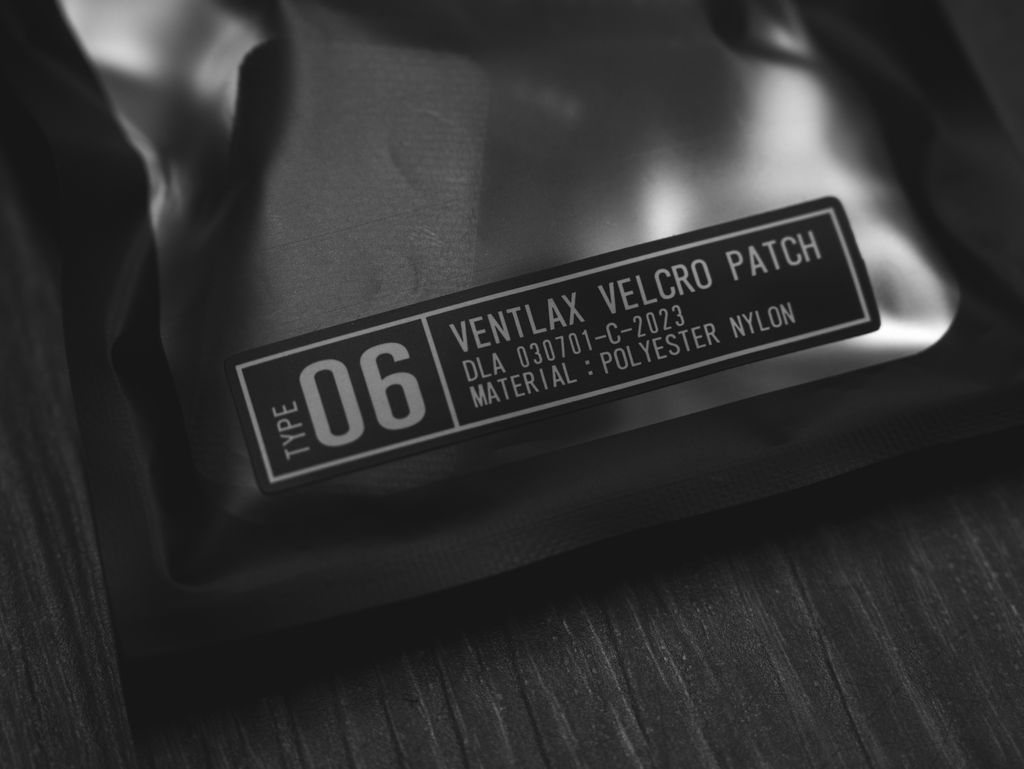 TYPE
06
VENTLAX VELCRO PATCH
DLA 030701-C-2023
MATERIAL : POLYESTER NYLON